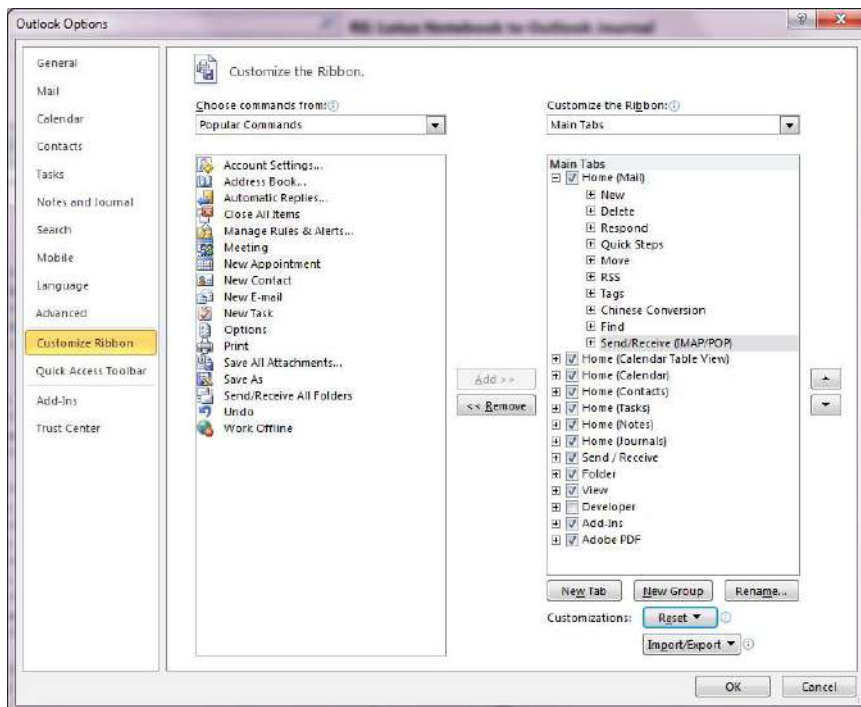 Outlook Options
RE: Lotus Notebook to Outlook Journal
General
Mail
Calendar
Contacts
Tasks
Notes and Journal
Search
Mobile
Language
Advanced
Customize Ribbon
Quick Access Toolbar
Add-Ins
Trust Center
Customize the Ribbon.
Choose commands from:
Popular Commands
Account Settings...
Address Book...
Automatic Replies...
Close All Items
Manage Rules & Alerts...
Meeting
New Appointment
New Contact
New E-mail
New Task
Options
Print
Save All Attachments...
Save As
Send/Receive All Folders
Undo
Work Offline
Add >>
<< Remove
Customize the Ribbon:
Main Tabs
Main Tabs
Home (Mail)
New
Delete
Respond
Quick Steps
Move
RSS
Tags
Chinese Conversion
Find
Send/Receive (IMAP/POP)
Home (Calendar Table View)
Home (Calendar)
Home (Contacts)
Home (Tasks)
Home (Notes)
Home (Journals)
Send / Receive
Folder
View
Developer
Add-Ins
Adobe PDF
New Tab
New Group
Rename...
Customizations:
Reset
Import/Export
OK
Cancel